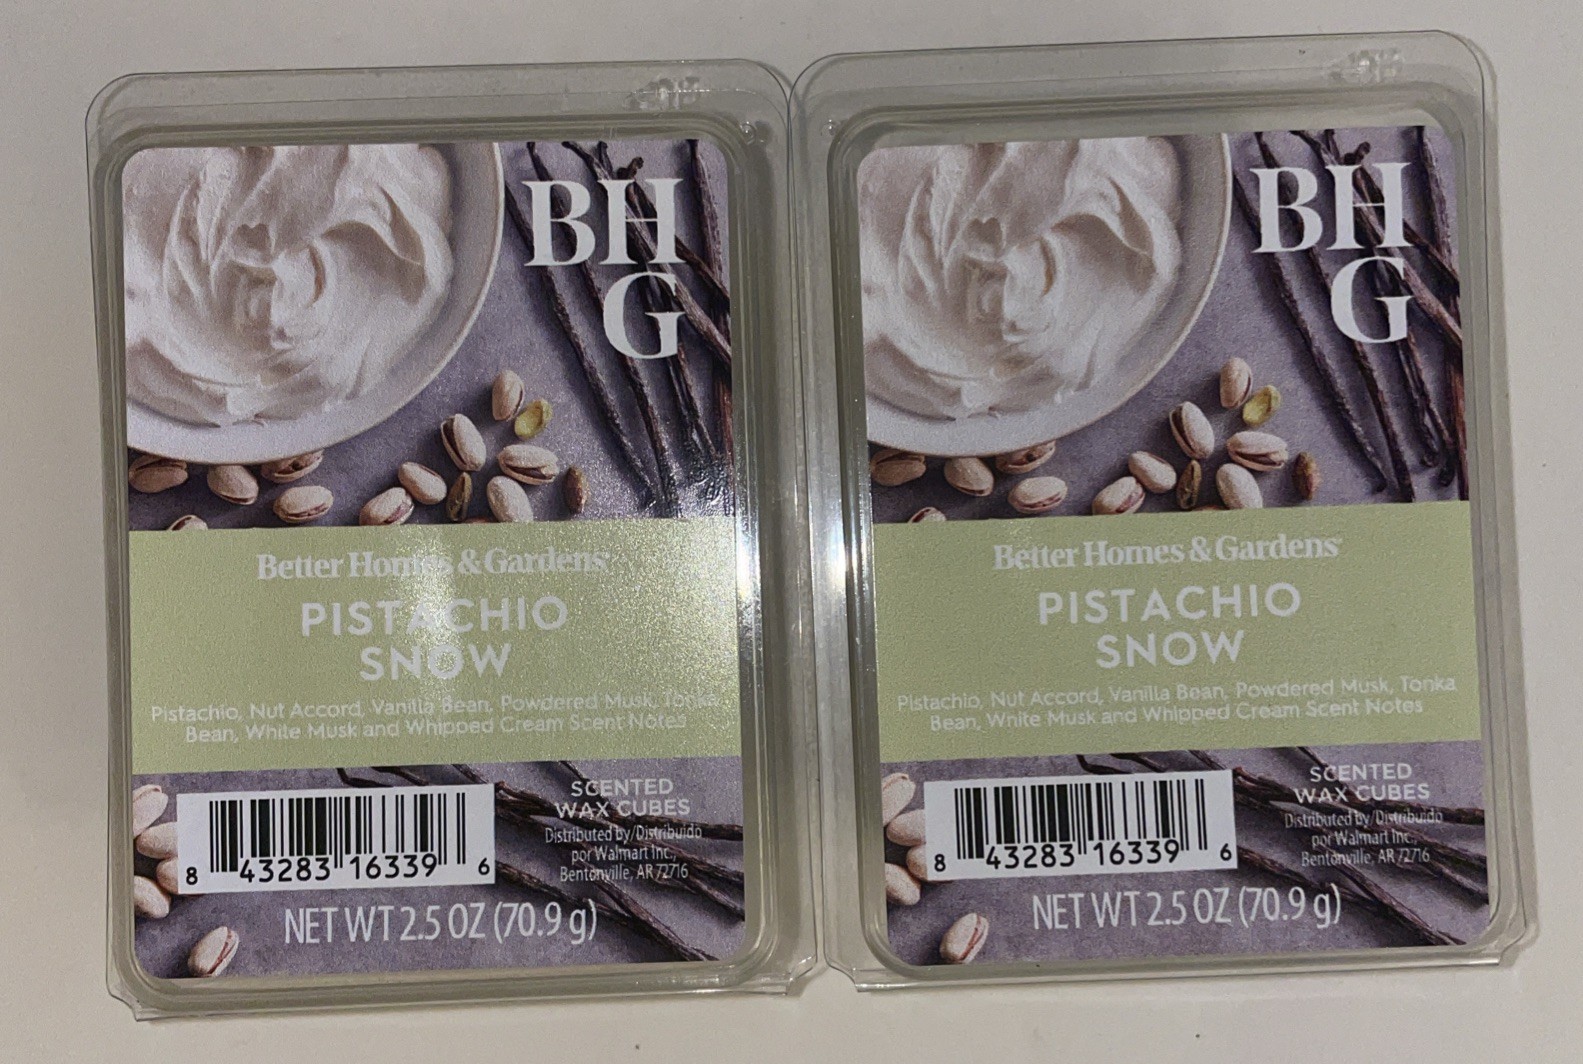 BH
G
Better Homes & Gardens
PISTACHIO
SNOW
Pistachio, Nut Accord, Vanilla Bean, Powdered Musk, Tonka
Bean, White Musk and Whipped Cream Scent Notes
8 43283 16339 6
SCENTED
WAX CUBES
Distributed by/Distribuido
por Walmart Inc.,
Bentonville, AR 72716
NET WT 2.5 OZ (70.9 g)
BH
G
Better Homes & Gardens
PISTACHIO
SNOW
Pistachio, Nut Accord, Vanilla Bean, Powdered Musk, Tonka
Bean, White Musk and Whipped Cream Scent Notes
8 43283 16339 6
SCENTED
WAX CUBES
Distributed by/Distribuido
por Walmart Inc.,
Bentonville, AR 72716
NET WT 2.5 OZ (70.9 g)